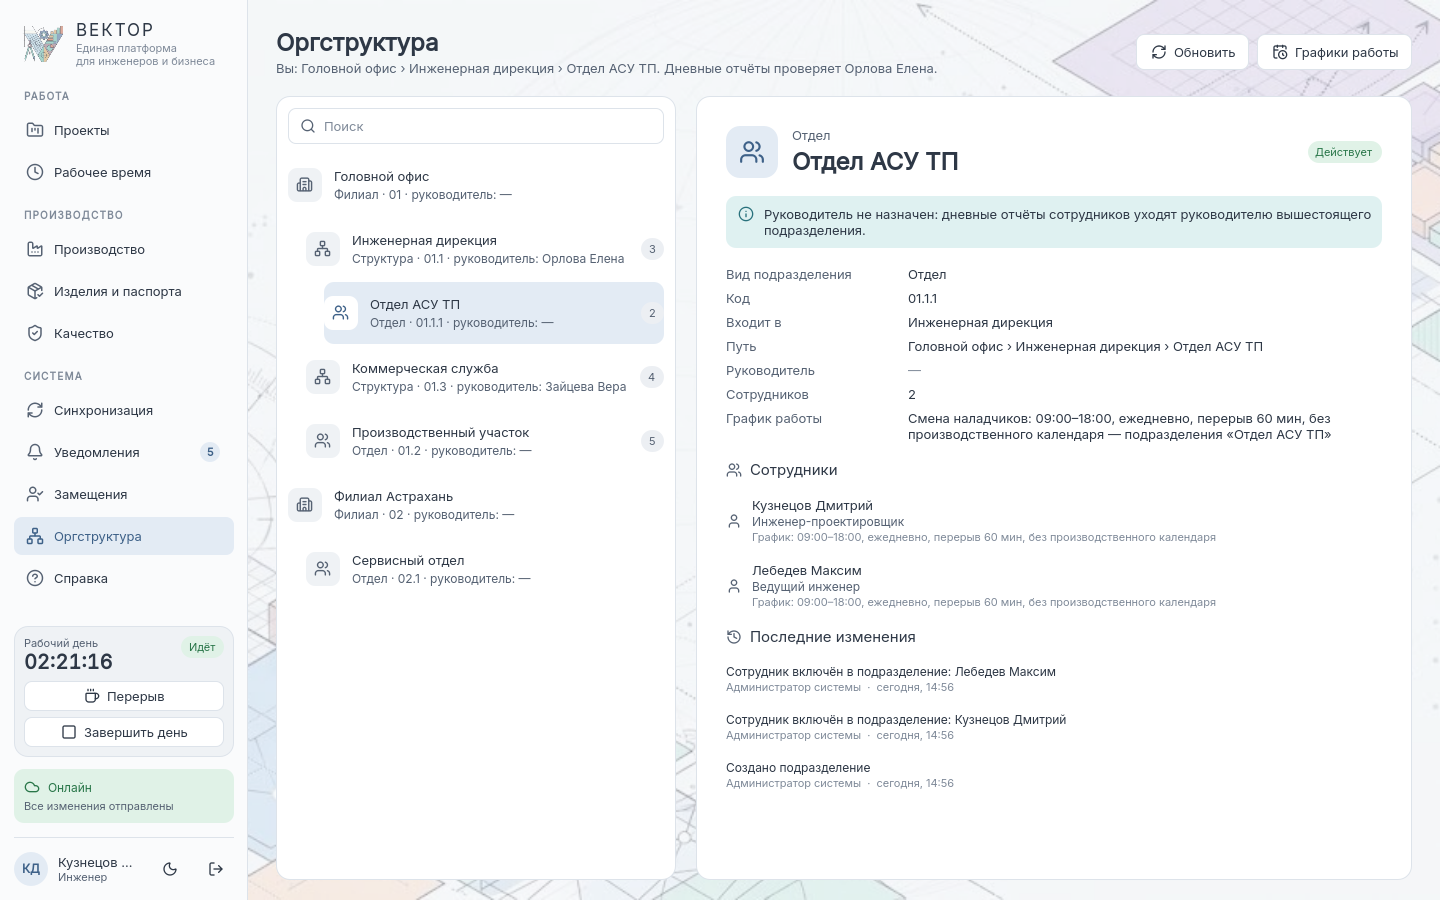 ВЕКТОР
Единая платформа
для инженеров и бизнеса
РАБОТА
Проекты
Рабочее время
ПРОИЗВОДСТВО
Производство
Изделия и паспорта
Качество
СИСТЕМА
Синхронизация
Уведомления 5
Замещения
Оргструктура
Справка
Рабочий день
Идёт
02:21:16
Перерыв
Завершить день
Онлайн
Все изменения отправлены
КД
Кузнецов ...
Инженер
Оргструктура
Вы: Головной офис › Инженерная дирекция › Отдел АСУ ТП. Дневные отчёты проверяет Орлова Елена.
Обновить
Графики работы
Поиск
Головной офис
Филиал · 01 · руководитель: —
Инженерная дирекция
Структура · 01.1 · руководитель: Орлова Елена
3
Отдел АСУ ТП
Отдел · 01.1.1 · руководитель: —
2
Коммерческая служба
Структура · 01.3 · руководитель: Зайцева Вера
4
Производственный участок
Отдел · 01.2 · руководитель: —
5
Филиал Астрахань
Филиал · 02 · руководитель: —
Сервисный отдел
Отдел · 02.1 · руководитель: —
Отдел
Отдел АСУ ТП
Действует
Руководитель не назначен: дневные отчёты сотрудников уходят руководителю вышестоящего
подразделения.
Вид подразделения Отдел
Код 01.1.1
Входит в Инженерная дирекция
Путь Головной офис › Инженерная дирекция › Отдел АСУ ТП
Руководитель —
Сотрудников 2
График работы Смена наладчиков: 09:00–18:00, ежедневно, перерыв 60 мин, без
производственного календаря — подразделения «Отдел АСУ ТП»
Сотрудники
Кузнецов Дмитрий
Инженер-проектировщик
График: 09:00–18:00, ежедневно, перерыв 60 мин, без производственного календаря
Лебедев Максим
Ведущий инженер
График: 09:00–18:00, ежедневно, перерыв 60 мин, без производственного календаря
Последние изменения
Сотрудник включён в подразделение: Лебедев Максим
Администратор системы · сегодня, 14:56
Сотрудник включён в подразделение: Кузнецов Дмитрий
Администратор системы · сегодня, 14:56
Создано подразделение
Администратор системы · сегодня, 14:56